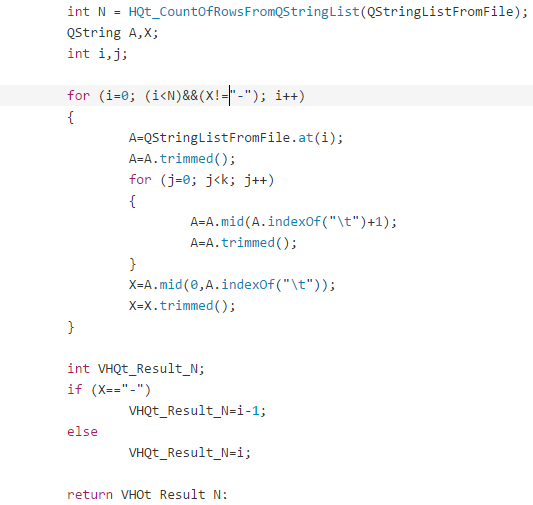 int N = HQt_CountOfRowsFromQStringList(QStringListFromFile);
QString A,X;
int i,j;
for (i=0; (i<N)&&(X!="-"); i++)
{
A=QStringListFromFile.at(i);
A=A.trimmed();
for (j=0; j<k; j++)
{
A=A.mid(A.indexOf("\t")+1);
A=A.trimmed();
}
X=A.mid(0,A.indexOf("\t"));
X=X.trimmed();
}
int VHQt_Result_N;
if (X=="-")
VHQt_Result_N=i-1;
else
VHQt_Result_N=i;
return VHQt Result N;